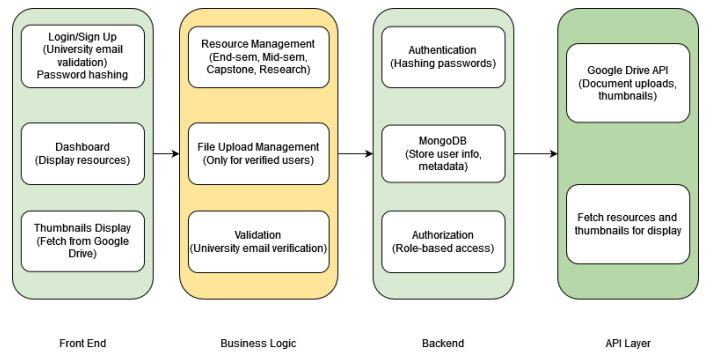 Login/Sign Up
(University email
validation)
Password hashing
Dashboard
(Display resources)
Thumbnails Display
(Fetch from Google
Drive)
Front End
Resource Management
(End-sem, Mid-sem,
Capstone, Research)
File Upload Management
(Only for verified users)
Validation
(University email verification)
Business Logic
Authentication
(Hashing passwords)
MongoDB
(Store user info,
metadata)
Authorization
(Role-based access)
Backend
Google Drive API
(Document uploads,
thumbnails)
Fetch resources and
thumbnails for display
API Layer